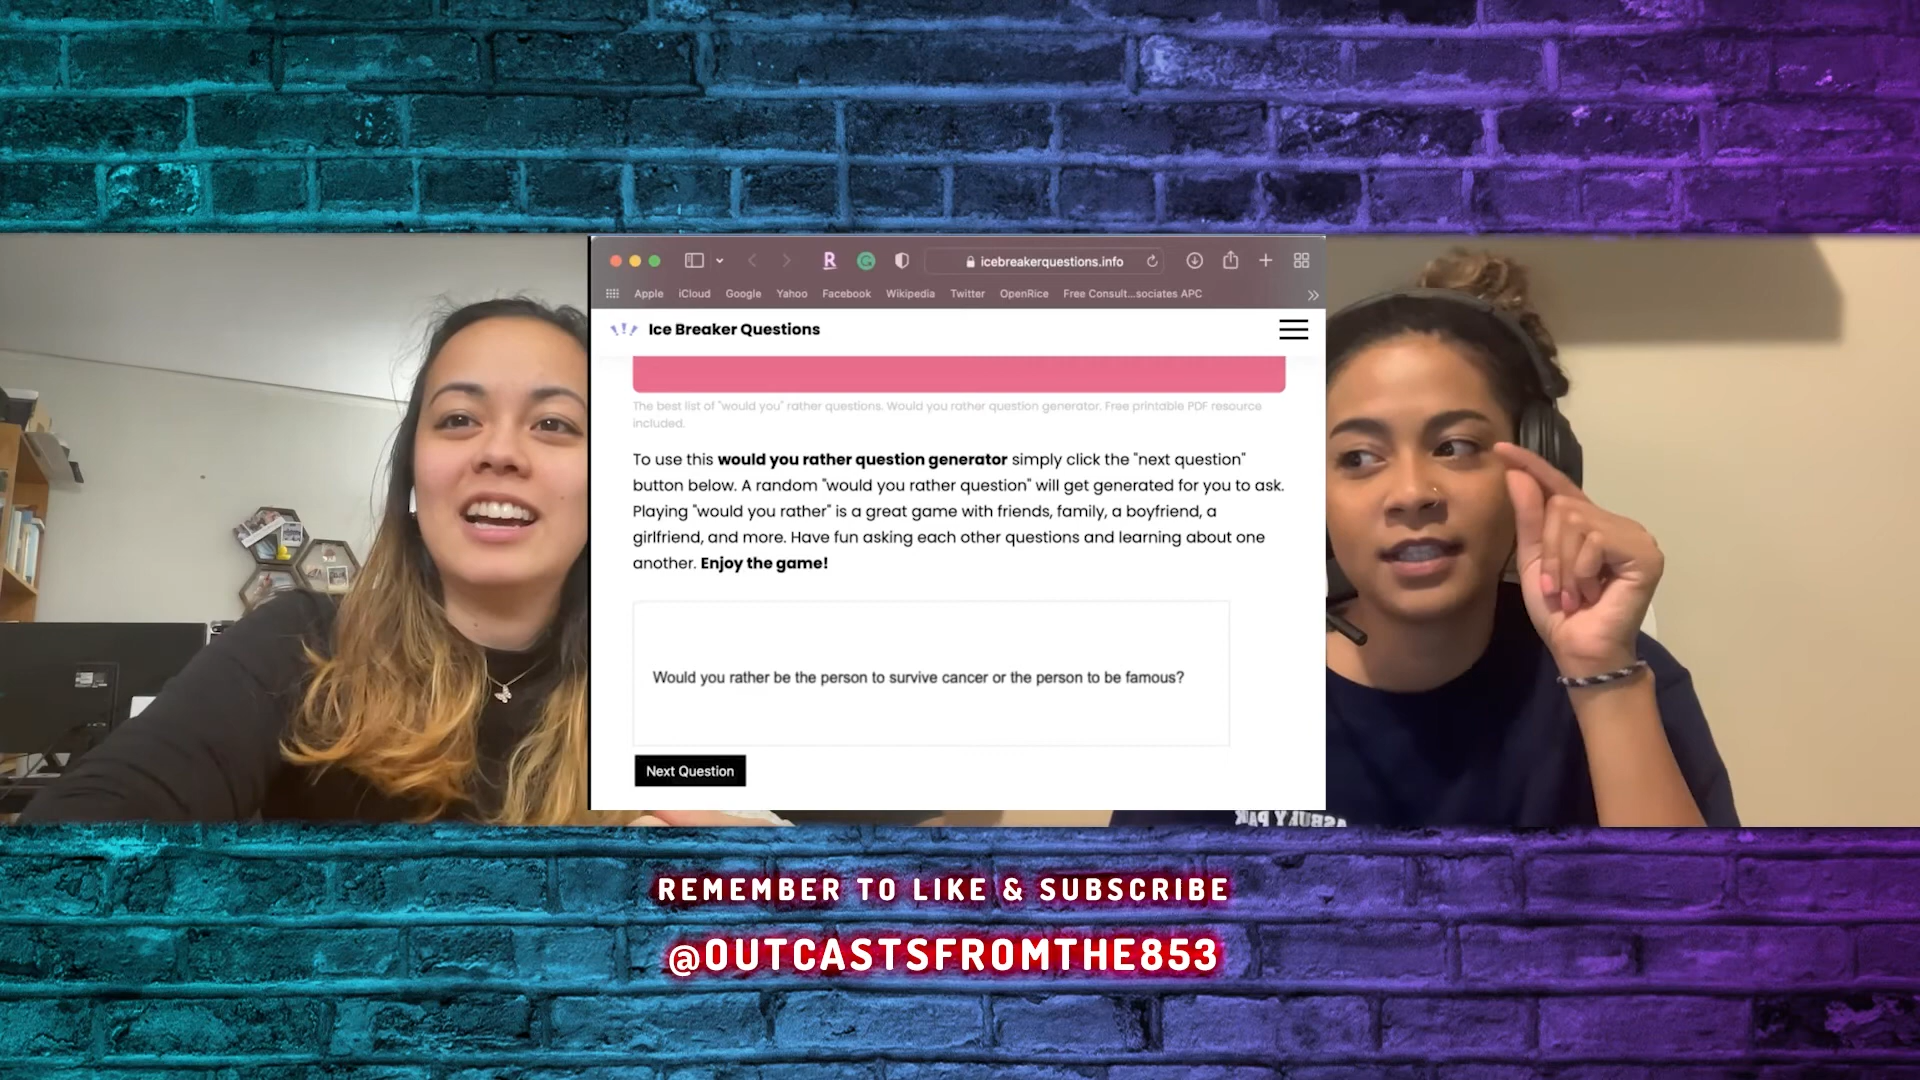 icebreakerquestions.info
Apple iCloud Google Yahoo Facebook Wikipedia Twitter OpenRice Free Consult...sociates APC
Ice Breaker Questions
The best list of "would you" rather questions. Would you rather question generator. Free printable PDF resource
included.
To use this would you rather question generator simply click the "next question"
button below. A random "would you rather question" will get generated for you to ask.
Playing "would you rather" is a great game with friends, family, a boyfriend, a
girlfriend, and more. Have fun asking each other questions and learning about one
another. Enjoy the game!
Would you rather be the person to survive cancer or the person to be famous?
Next Question
REMEMBER TO LIKE & SUBSCRIBE
@OUTCASTSFROMTHE853